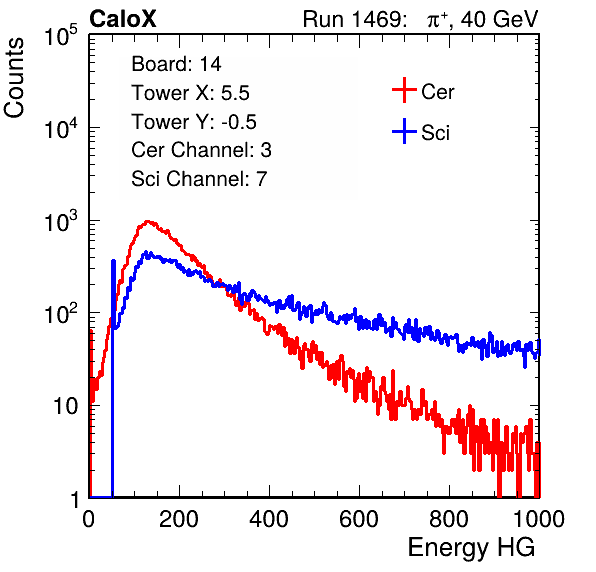 CaloX Run 1469: π⁺, 40 GeV
Counts
10⁵
10⁴
10³
10²
10
1
Board: 14
Tower X: 5.5
Tower Y: -0.5
Cer Channel: 3
Sci Channel: 7
Cer
Sci
0 200 400 600 800 1000
Energy HG